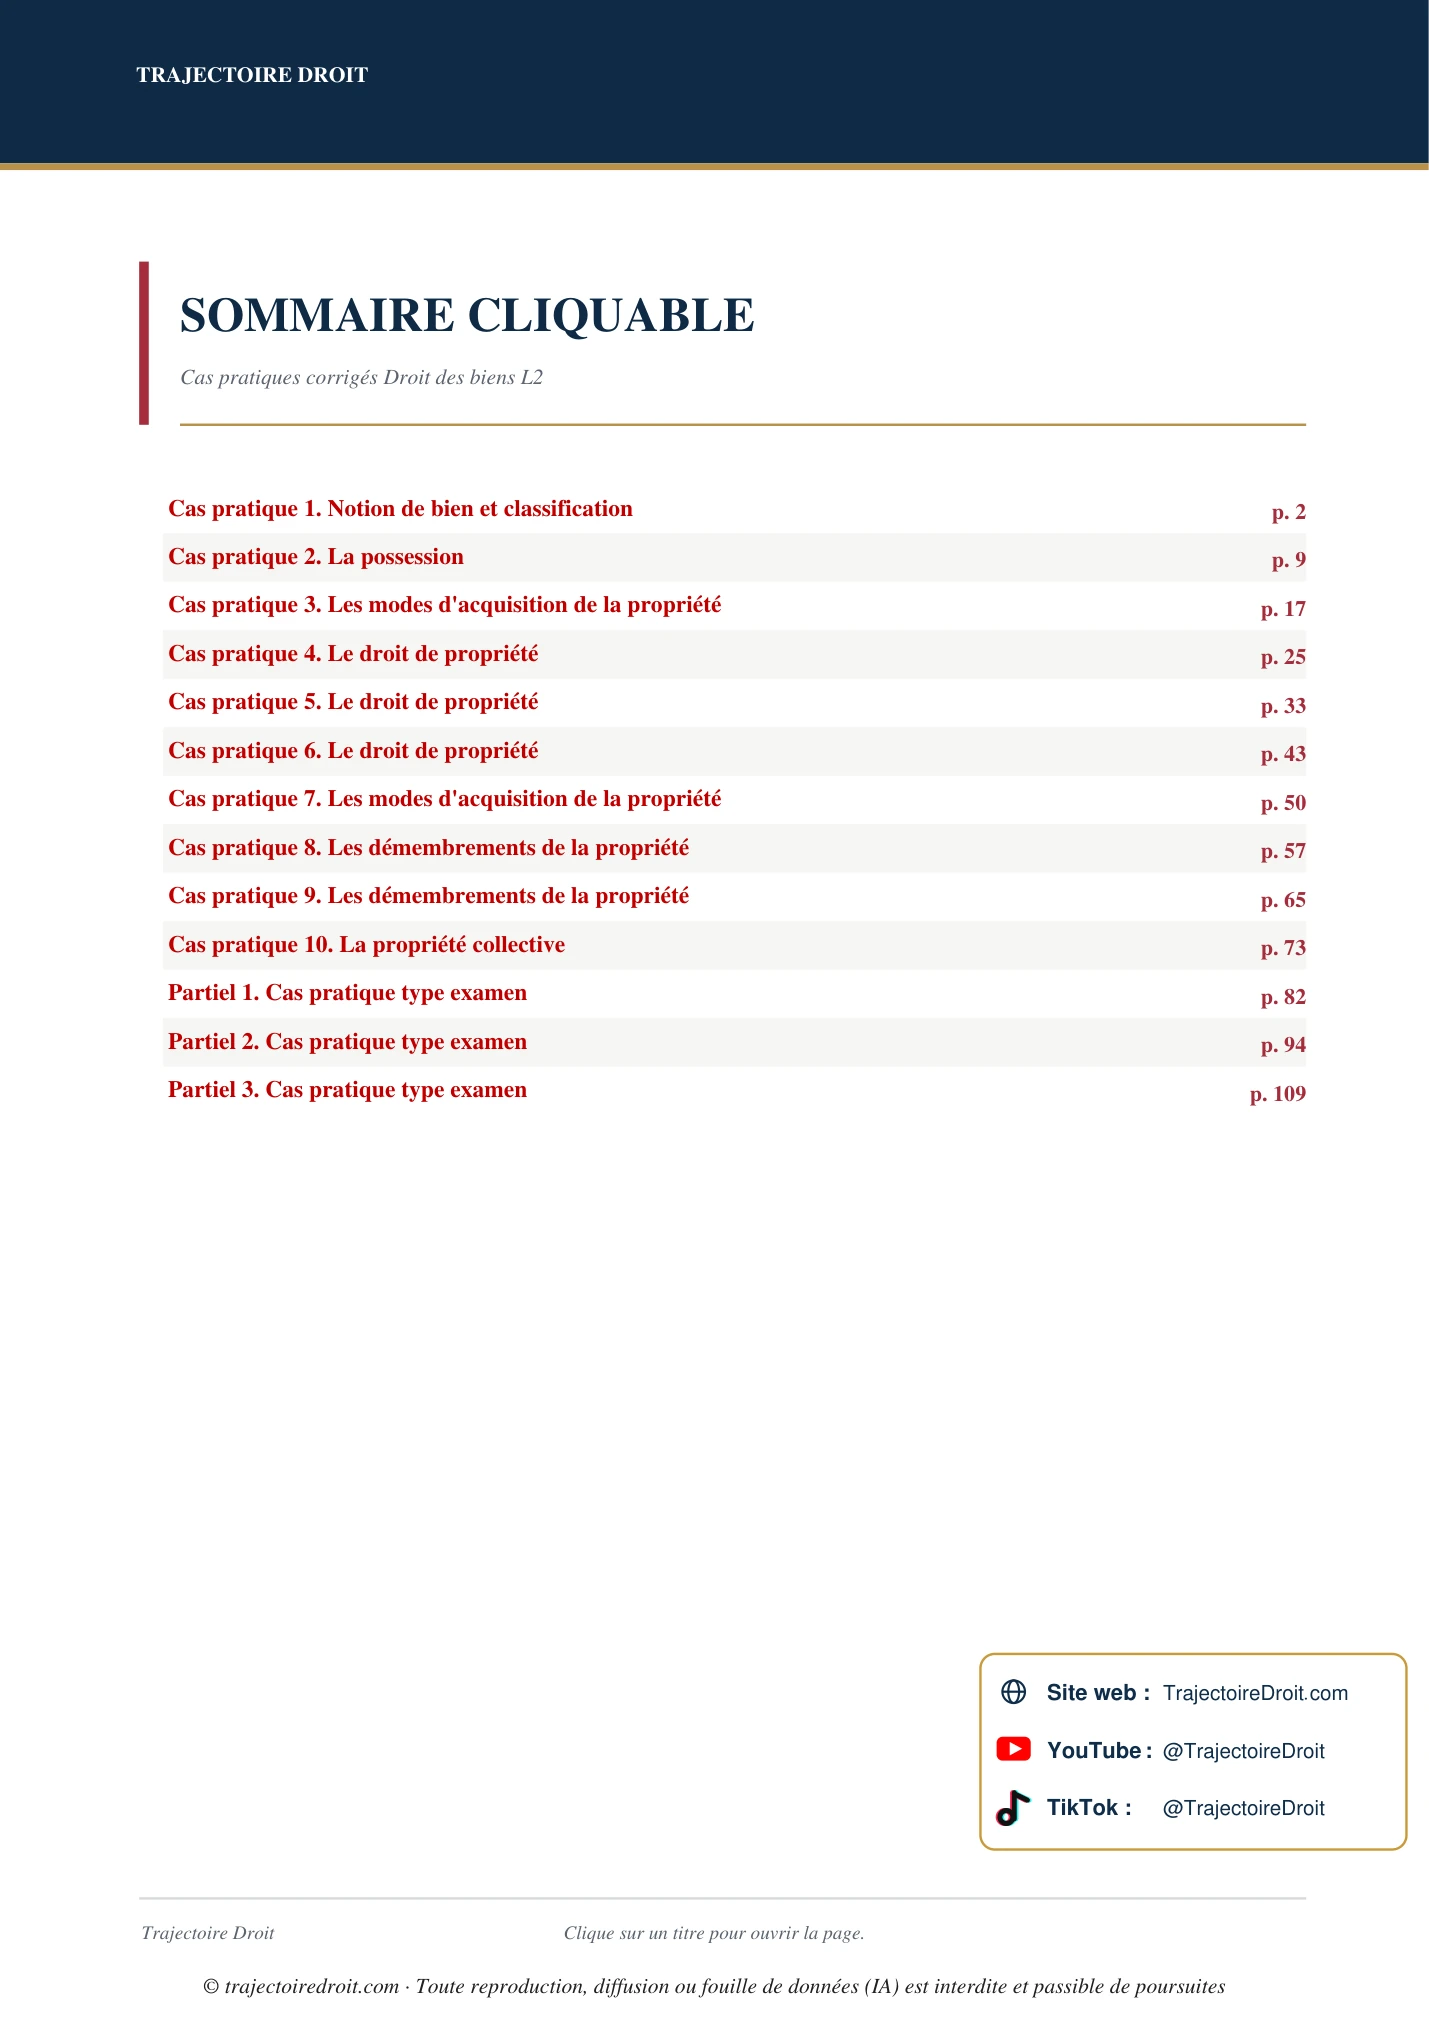 TRAJECTOIRE DROIT
SOMMAIRE CLIQUABLE
Cas pratiques corrigés Droit des biens L2
Cas pratique 1. Notion de bien et classification p. 2
Cas pratique 2. La possession p. 9
Cas pratique 3. Les modes d'acquisition de la propriété p. 17
Cas pratique 4. Le droit de propriété p. 25
Cas pratique 5. Le droit de propriété p. 33
Cas pratique 6. Le droit de propriété p. 43
Cas pratique 7. Les modes d'acquisition de la propriété p. 50
Cas pratique 8. Les démembrements de la propriété p. 57
Cas pratique 9. Les démembrements de la propriété p. 65
Cas pratique 10. La propriété collective p. 73
Partiel 1. Cas pratique type examen p. 82
Partiel 2. Cas pratique type examen p. 94
Partiel 3. Cas pratique type examen p. 109
Site web : TrajectoireDroit.com
YouTube : @TrajectoireDroit
TikTok : @TrajectoireDroit
Trajectoire Droit Clique sur un titre pour ouvrir la page.
© trajectoiredroit.com · Toute reproduction, diffusion ou fouille de données (IA) est interdite et passible de poursuites